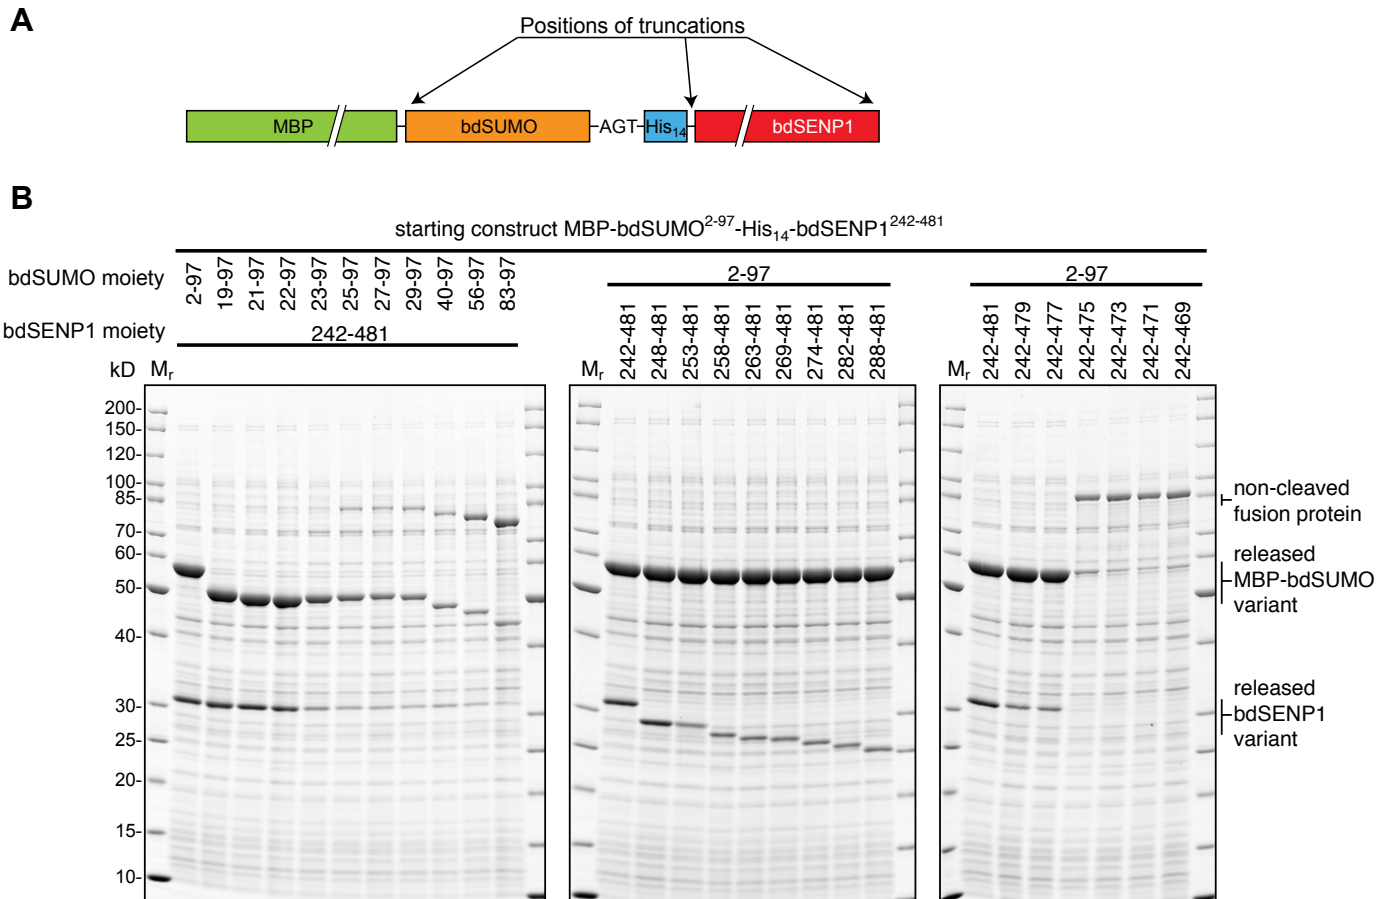 A
Positions of truncations
MBP
bdSUMO
AGT
His14
bdSENP1
B
starting construct MBP-bdSUMO2-97-His14-bdSENP1242-481
bdSUMO moiety
2-97
19-97
21-97
22-97
23-97
25-97
27-97
29-97
40-97
56-97
83-97
2-97
2-97
bdSENP1 moiety
242-481
242-481
248-481
253-481
258-481
263-481
269-481
274-481
282-481
288-481
242-481
242-479
242-477
242-475
242-473
242-471
242-469
kD
Mr
Mr
Mr
200-
150-
120-
100-
85-
70-
60-
50-
40-
30-
25-
20-
15-
10-
non-cleaved
fusion protein
released
MBP-bdSUMO
variant
released
bdSENP1
variant